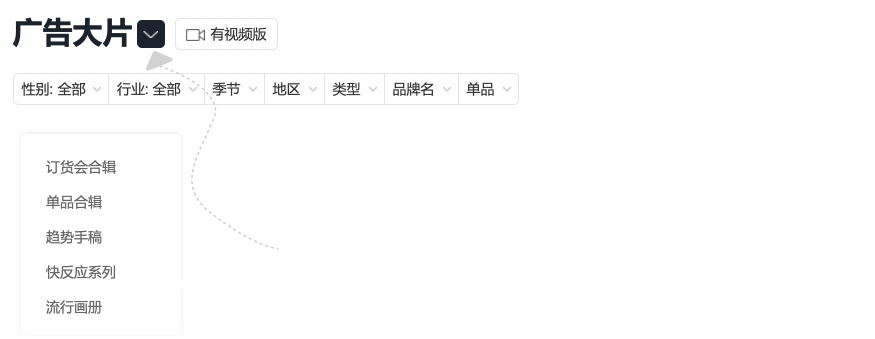 广告大片 有视频版
性别: 全部 行业: 全部 季节 地区 类型 品牌名 单品
订货会合辑
单品合辑
趋势手稿
快反应系列
流行画册